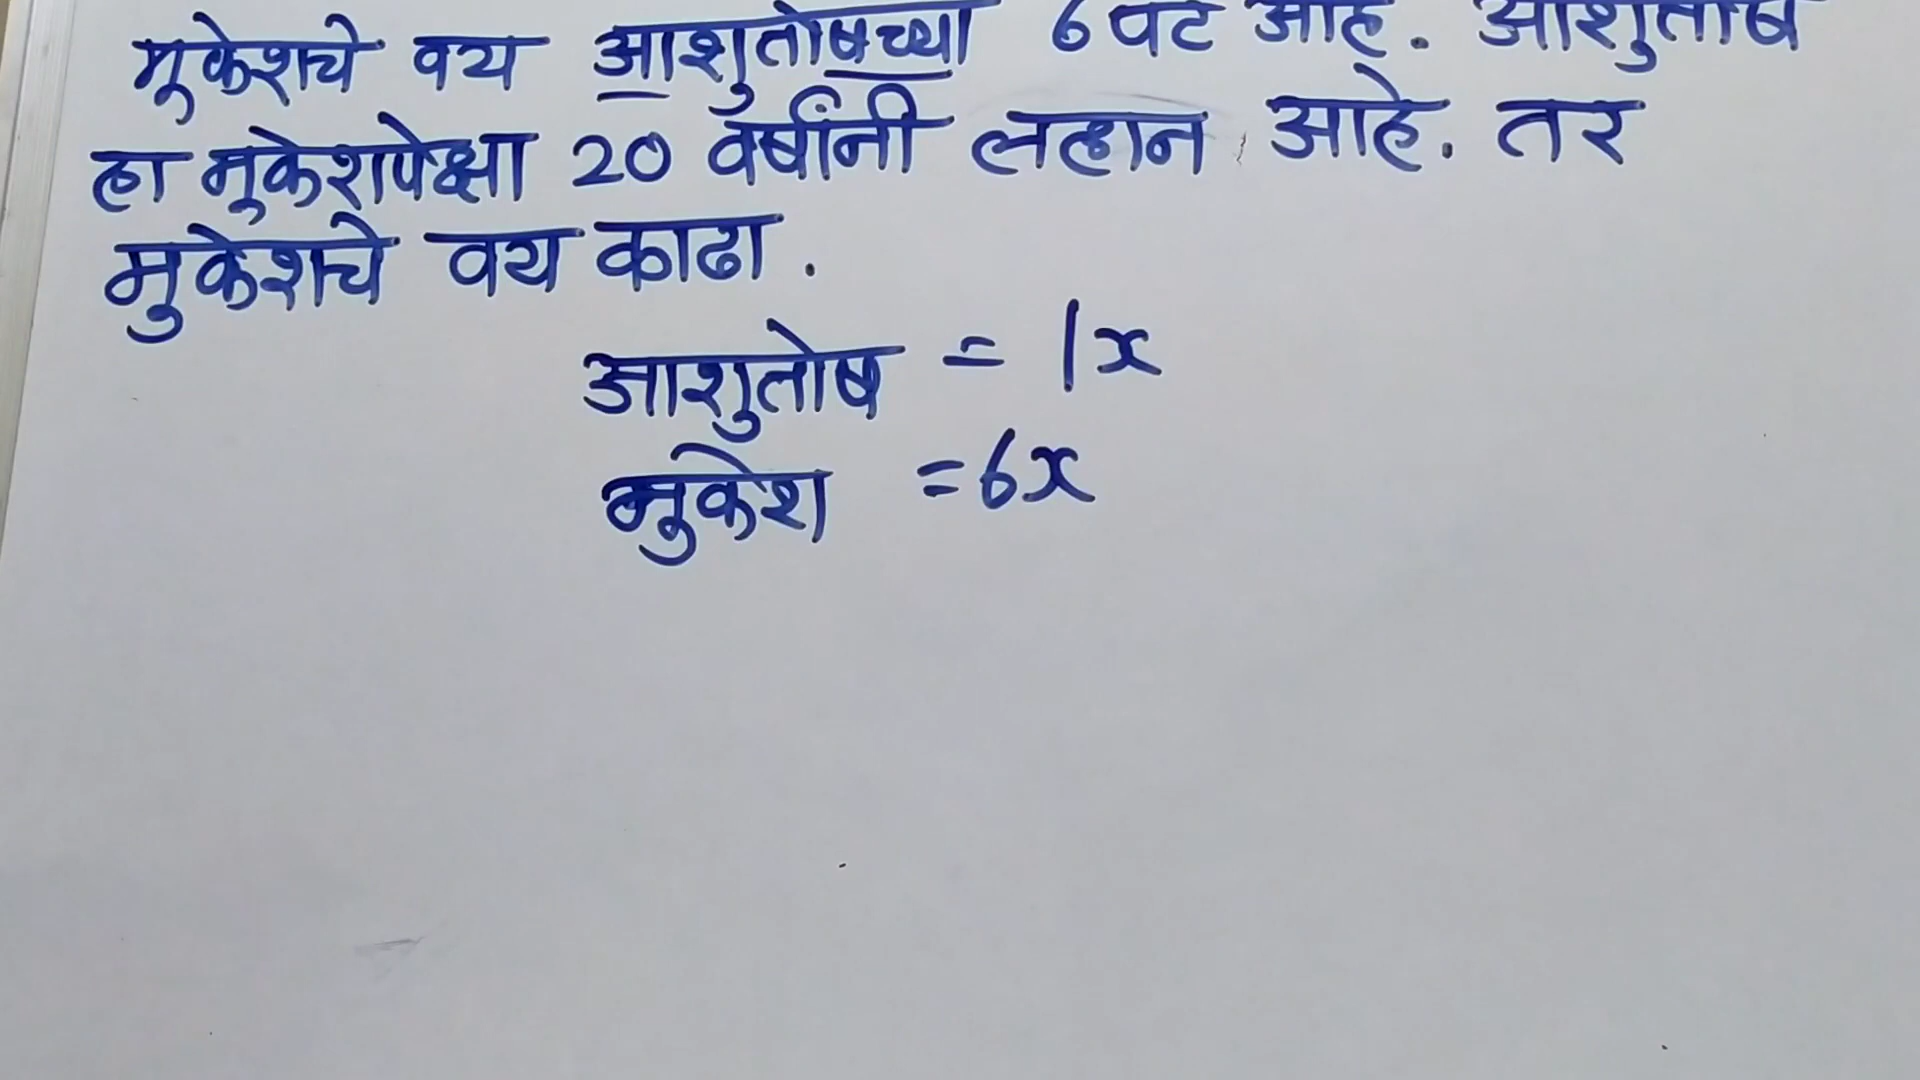 मुकेशचे वय आशुतोषच्या 6 पट आहे. आशुतोष
हा मुकेशपेक्षा 20 वर्षांनी लहान आहे. तर
मुकेशचे वय काढा.
आशुतोष = 1x
मुकेश = 6x